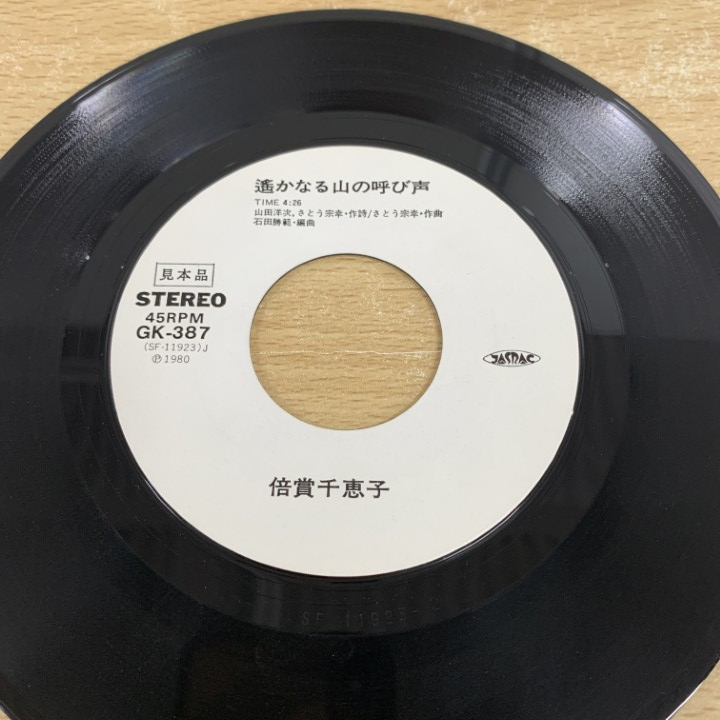 遙かなる山の呼び声
TIME 4:26
山田洋次。さとう宗幸・作詩/さとう宗幸・作曲
石田勝範・編曲
見本品
STEREO
45RPM
GK-387
(SF-11923)J
℗1980
JASRAC
倍賞千恵子